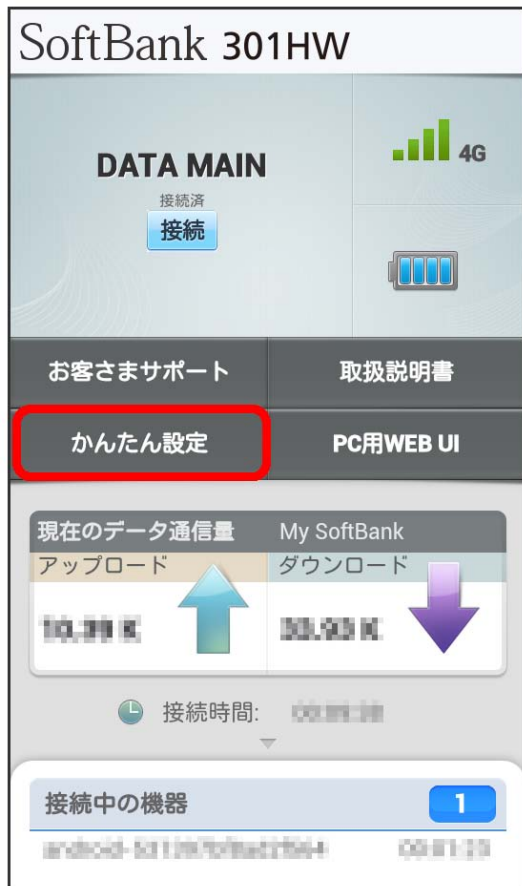 SoftBank 301HW
DATA MAIN
4G
接続済
接続
お客さまサポート
取扱説明書
かんたん設定
PC用WEB UI
現在のデータ通信量
My SoftBank
アップロード
ダウンロード
接続時間:
接続中の機器
1